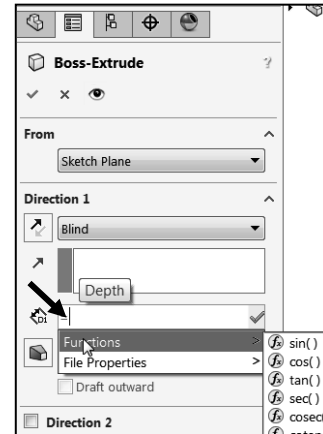 Boss-Extrude ?
From
Sketch Plane
Direction 1
Blind
Depth
D1 =
Functions > sin()
File Properties > cos()
tan()
Draft outward sec()
Direction 2